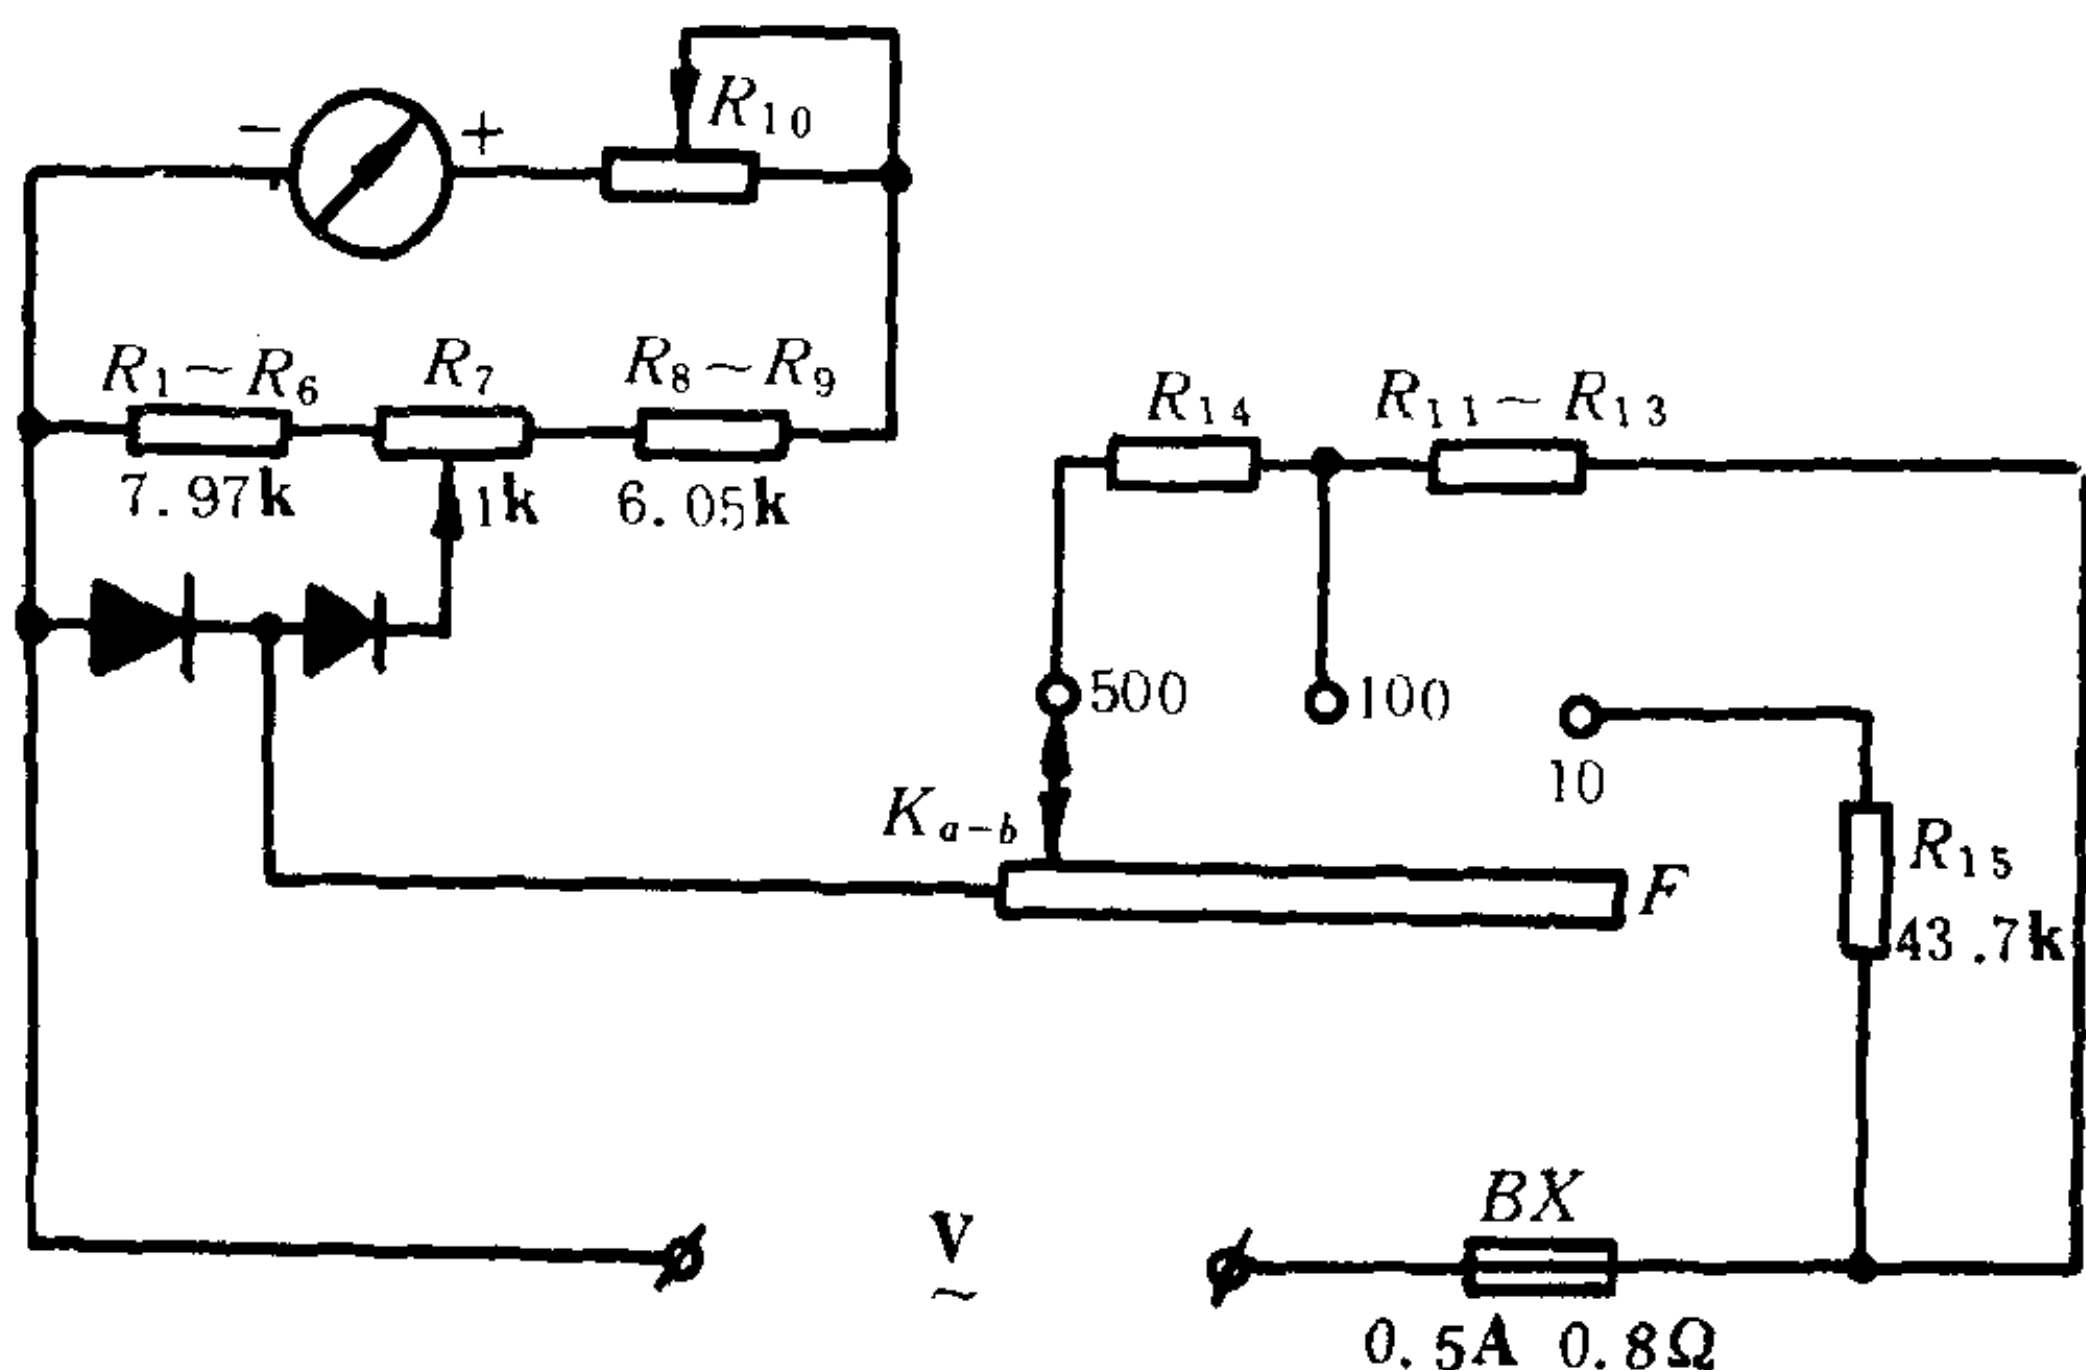 R₁₀
− +
R₁~R₆ R₇ R₈~R₉
7.97k 1k 6.05k
R₁₄ R₁₁~R₁₃
500 100
10
K_{a-b}
R₁₅
F
43.7k
V
~
BX
0.5A 0.8Ω